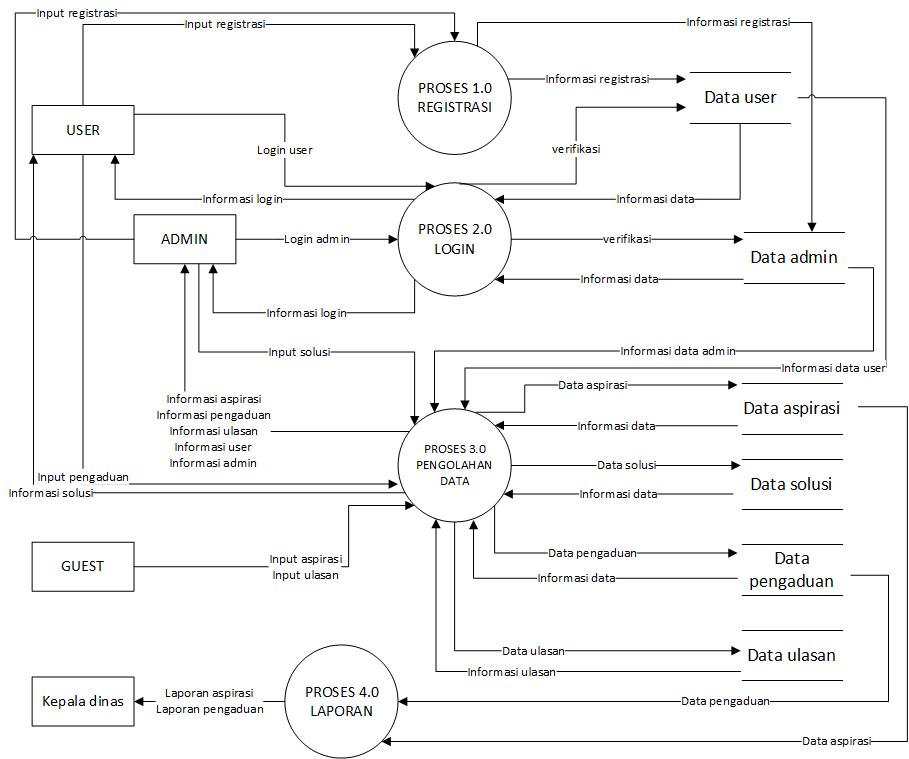 Input registrasi
Input registrasi
Informasi registrasi
PROSES 1.0
REGISTRASI
Informasi registrasi
Data user
USER
Login user
verifikasi
Informasi login
Informasi data
ADMIN
Login admin
PROSES 2.0
LOGIN
verifikasi
Data admin
Informasi data
Informasi login
Input solusi
Informasi data admin
Informasi data user
Informasi aspirasi
Informasi pengaduan
Informasi ulasan
Informasi user
Informasi admin
Data aspirasi
Data aspirasi
Informasi data
PROSES 3.0
PENGOLAHAN
DATA
Data solusi
Data solusi
Informasi data
Input pengaduan
Informasi solusi
GUEST
Input aspirasi
Input ulasan
Data pengaduan
Data
pengaduan
Informasi data
Data ulasan
Data ulasan
Informasi ulasan
Kepala dinas
Laporan aspirasi
Laporan pengaduan
PROSES 4.0
LAPORAN
Data pengaduan
Data aspirasi